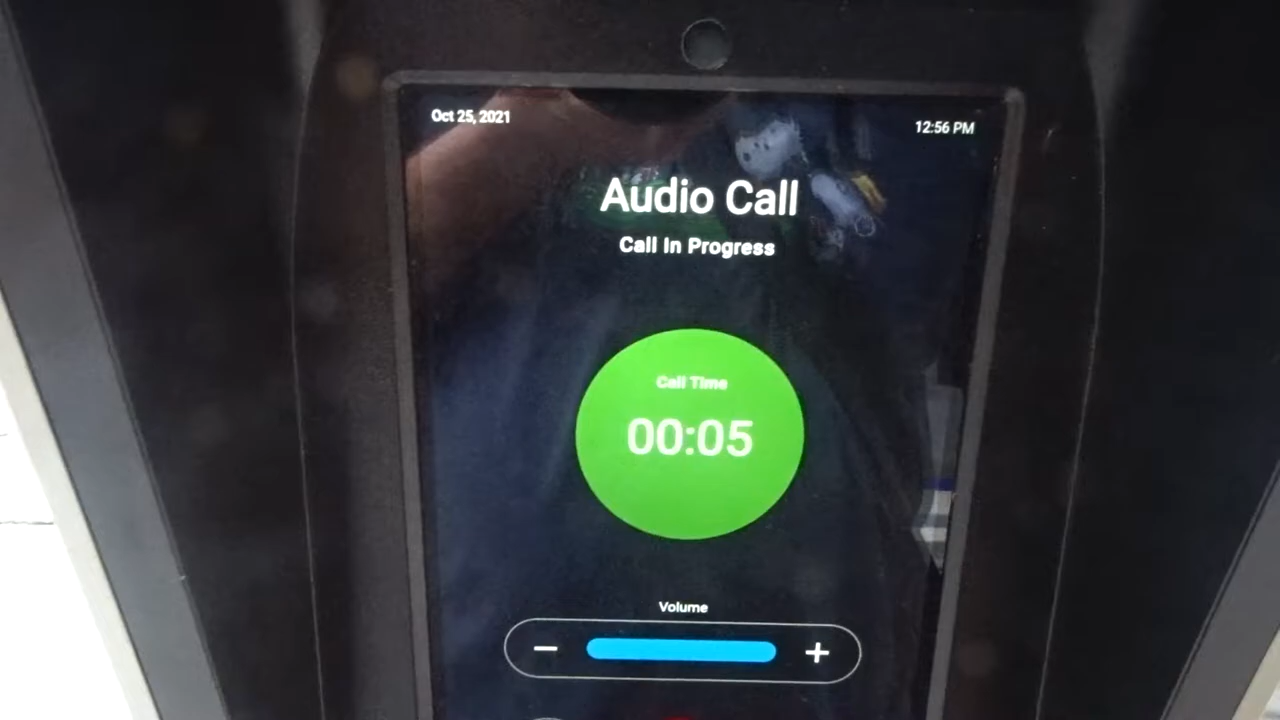 Oct 25, 2021
12:56 PM
Audio Call
Call In Progress
Call Time
00:05
Volume